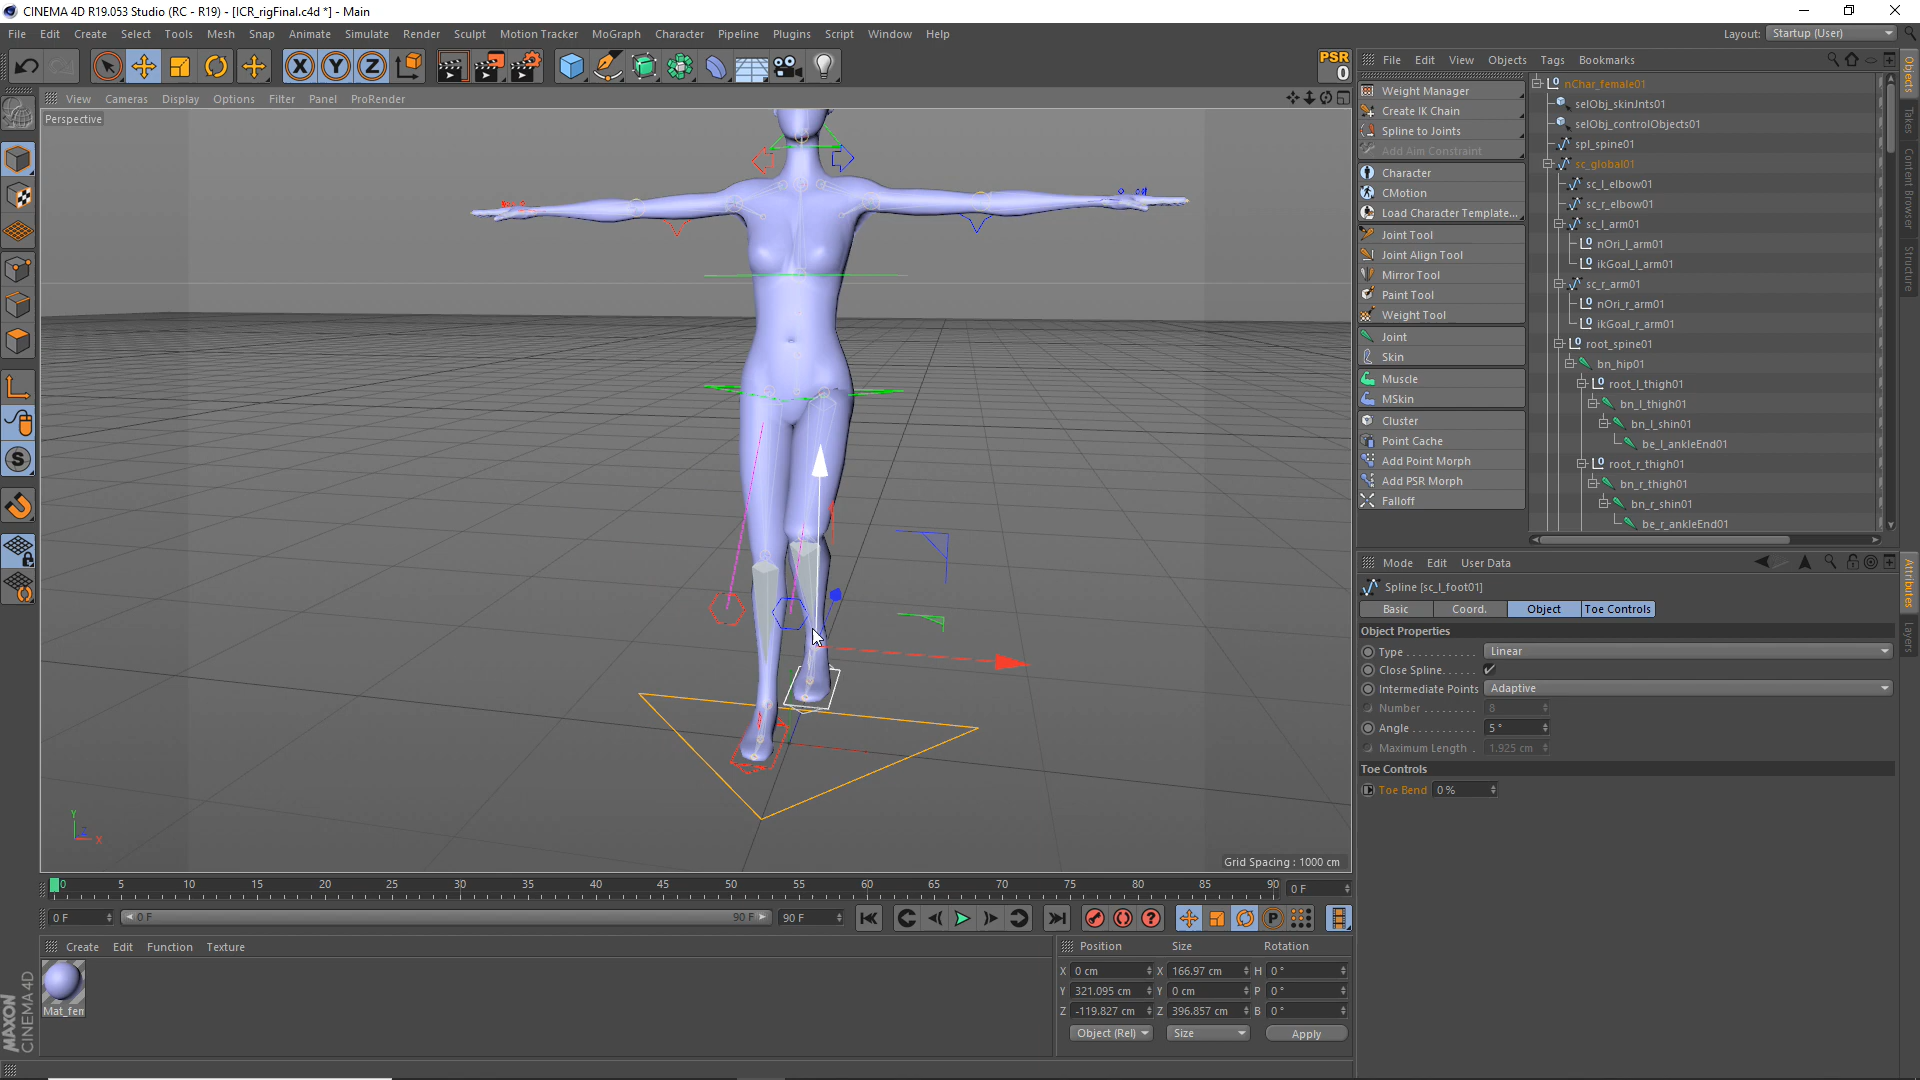 CINEMA 4D R19.053 Studio (RC - R19) - [ICR_rigFinal.c4d *] - Main
File Edit Create Select Tools Mesh Snap Animate Simulate Render Sculpt Motion Tracker MoGraph Character Pipeline Plugins Script Window Help
Layout: Startup (User)
X Y Z
PSR
0
File Edit View Objects Tags Bookmarks
View Cameras Display Options Filter Panel ProRender
Perspective
Weight Manager
Create IK Chain
Spline to Joints
Add Aim Constraint
Character
CMotion
Load Character Template...
Joint Tool
Joint Align Tool
Mirror Tool
Paint Tool
Weight Tool
Joint
Skin
Muscle
MSkin
Cluster
Point Cache
Add Point Morph
Add PSR Morph
Falloff
nChar_female01
selObj_skinJnts01
selObj_controlObjects01
spl_spine01
sc_global01
sc_l_elbow01
sc_r_elbow01
sc_l_arm01
nOri_l_arm01
ikGoal_l_arm01
sc_r_arm01
nOri_r_arm01
ikGoal_r_arm01
root_spine01
bn_hip01
root_l_thigh01
bn_l_thigh01
bn_l_shin01
be_l_ankleEnd01
root_r_thigh01
bn_r_thigh01
bn_r_shin01
be_r_ankleEnd01
Objects
Takes
Content Browser
Structure
Mode Edit User Data
Spline [sc_l_foot01]
Basic Coord. Object Toe Controls
Object Properties
Type . . . . . . . . . . . . Linear
Close Spline. . . . . .
Intermediate Points Adaptive
Number . . . . . . . . . 8
Angle . . . . . . . . . . . 5 °
Maximum Length . 1.925 cm
Toe Controls
Toe Bend 0 %
Attributes
Layers
Y
Z
X
Grid Spacing : 1000 cm
0 5 10 15 20 25 30 35 40 45 50 55 60 65 70 75 80 85 90
0 F
0 F 0 F 90 F 90 F
Create Edit Function Texture
Mat_fem
MAXON
CINEMA 4D
Position Size Rotation
X 0 cm X 166.97 cm H 0 °
Y 321.095 cm Y 0 cm P 0 °
Z -119.827 cm Z 396.857 cm B 0 °
Object (Rel) Size Apply